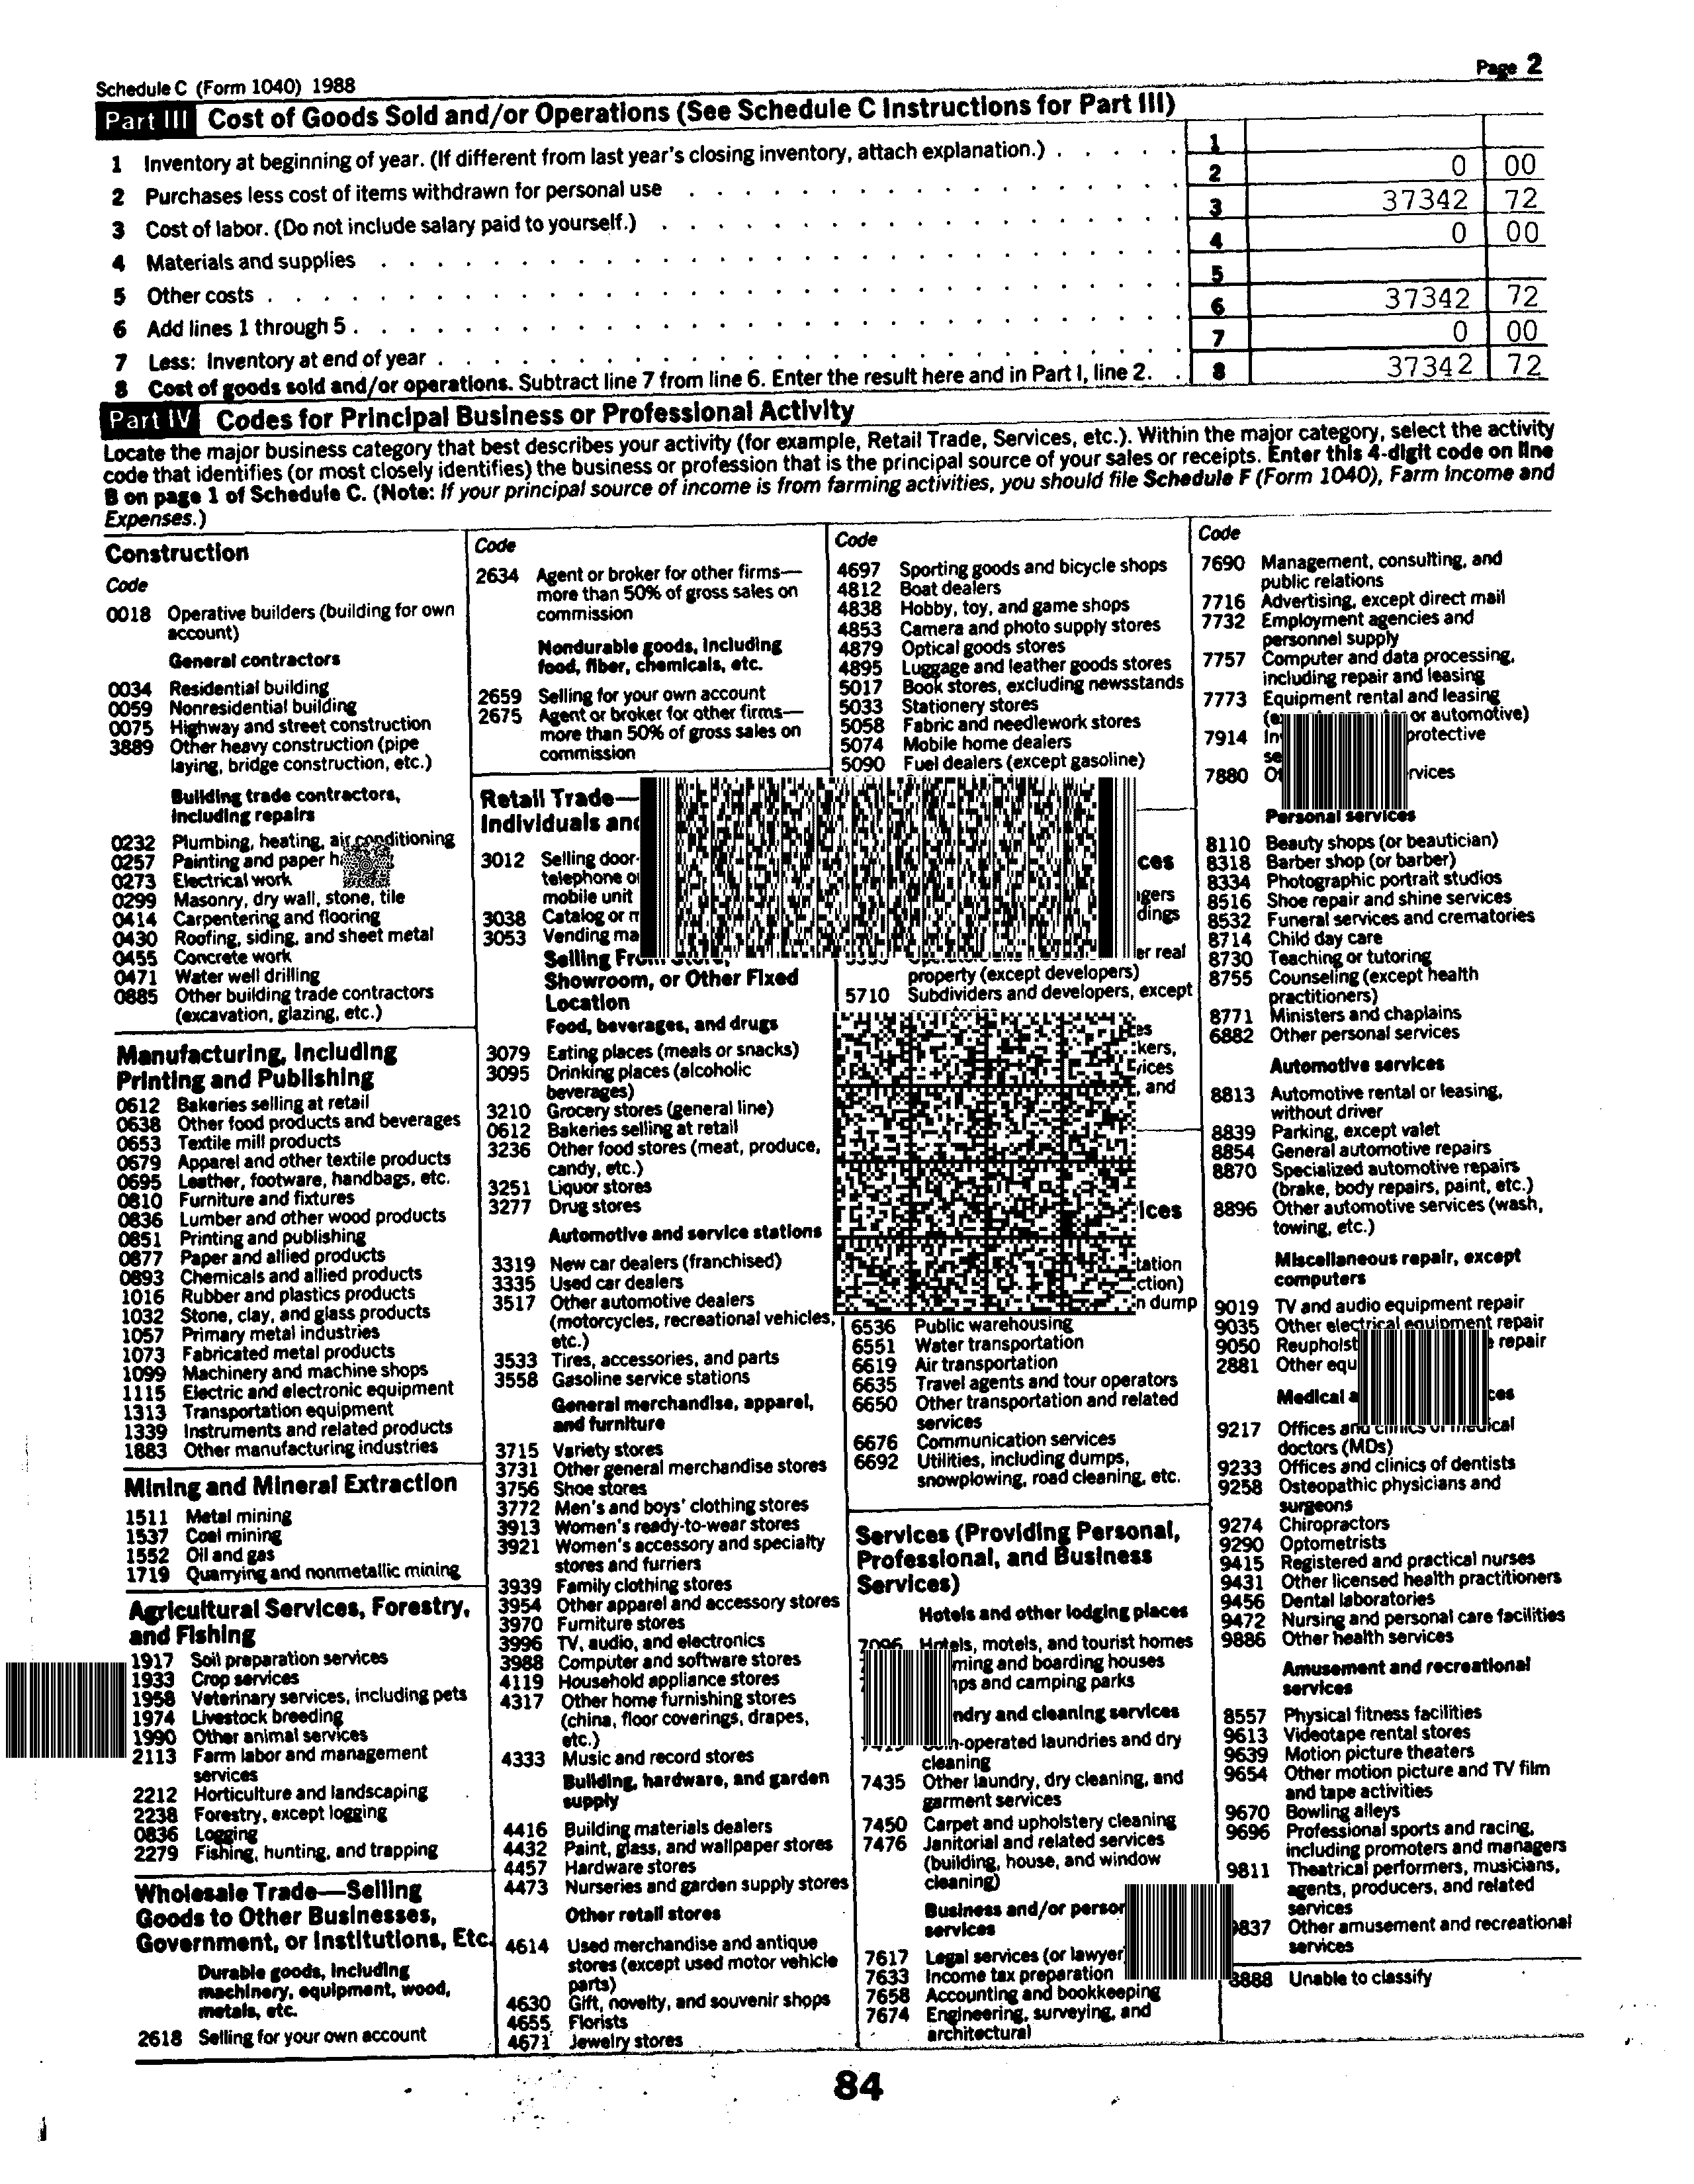 Schedule C (Form 1040) 1988
Page 2
Part III Cost of Goods Sold and/or Operations (See Schedule C Instructions for Part III)
1 Inventory at beginning of year. (If different from last year's closing inventory, attach explanation.) . . . . . 1
2 Purchases less cost of items withdrawn for personal use 2 0 00
3 Cost of labor. (Do not include salary paid to yourself.) 3 37342 72
4 Materials and supplies 4 0 00
5 Other costs 5
6 Add lines 1 through 5 6 37342 72
7 Less: Inventory at end of year 7 0 00
8 Cost of goods sold and/or operations. Subtract line 7 from line 6. Enter the result here and in Part I, line 2. 8 37342 72
Part IV Codes for Principal Business or Professional Activity
Locate the major business category that best describes your activity (for example, Retail Trade, Services, etc.). Within the major category, select the activity
code that identifies (or most closely identifies) the business or profession that is the principal source of your sales or receipts. Enter this 4-digit code on line
B on page 1 of Schedule C. (Note: If your principal source of income is from farming activities, you should file Schedule F (Form 1040), Farm Income and
Expenses.)
Construction
Code
0018 Operative builders (building for own
account)
General contractors
0034 Residential building
0059 Nonresidential building
0075 Highway and street construction
3889 Other heavy construction (pipe
laying, bridge construction, etc.)
Building trade contractors,
including repairs
0232 Plumbing, heating, air conditioning
0257 Painting and paper
0273 Electrical work
0299 Masonry, dry wall, stone, tile
0414 Carpentering and flooring
0430 Roofing, siding, and sheet metal
0455 Concrete work
0471 Water well drilling
0885 Other building trade contractors
(excavation, glazing, etc.)
Manufacturing, Including
Printing and Publishing
0612 Bakeries selling at retail
0638 Other food products and beverages
0653 Textile mill products
0679 Apparel and other textile products
0695 Leather, footware, handbags, etc.
0810 Furniture and fixtures
0836 Lumber and other wood products
0851 Printing and publishing
0877 Paper and allied products
0893 Chemicals and allied products
1016 Rubber and plastics products
1032 Stone, clay, and glass products
1057 Primary metal industries
1073 Fabricated metal products
1099 Machinery and machine shops
1115 Electric and electronic equipment
1313 Transportation equipment
1339 Instruments and related products
1883 Other manufacturing industries
Mining and Mineral Extraction
1511 Metal mining
1537 Coal mining
1552 Oil and gas
1719 Quarrying and nonmetallic mining
Agricultural Services, Forestry,
and Fishing
1917 Soil preparation services
1933 Crop services
1958 Veterinary services, including pets
1974 Livestock breeding
1990 Other animal services
2113 Farm labor and management
services
2212 Horticulture and landscaping
2238 Forestry, except logging
0836 Logging
2279 Fishing, hunting, and trapping
Wholesale Trade—Selling
Goods to Other Businesses,
Government, or Institutions, Etc.
Durable goods, including
machinery, equipment, wood,
metals, etc.
2618 Selling for your own account
Code
2634 Agent or broker for other firms—
more than 50% of gross sales on
commission
Nondurable goods, including
food, fiber, chemicals, etc.
2659 Selling for your own account
2675 Agent or broker for other firms—
more than 50% of gross sales on
commission
Retail Trade—
Individuals and
3012 Selling door-
telephone or
mobile unit
3038 Catalog or
3053 Vending
Selling From Store,
Showroom, or Other Fixed
Location
Food, beverages, and drugs
3079 Eating places (meals or snacks)
3095 Drinking places (alcoholic
beverages)
3210 Grocery stores (general line)
0612 Bakeries selling at retail
3236 Other food stores (meat, produce,
candy, etc.)
3251 Liquor stores
3277 Drug stores
Automotive and service stations
3319 New car dealers (franchised)
3335 Used car dealers
3517 Other automotive dealers
(motorcycles, recreational vehicles,
etc.)
3533 Tires, accessories, and parts
3558 Gasoline service stations
General merchandise, apparel,
and furniture
3715 Variety stores
3731 Other general merchandise stores
3756 Shoe stores
3772 Men's and boys' clothing stores
3913 Women's ready-to-wear stores
3921 Women's accessory and specialty
stores and furriers
3939 Family clothing stores
3954 Other apparel and accessory stores
3970 Furniture stores
3996 TV, audio, and electronics
3988 Computer and software stores
4119 Household appliance stores
4317 Other home furnishing stores
(china, floor coverings, drapes,
etc.)
4333 Music and record stores
Building, hardware, and garden
supply
4416 Building materials dealers
4432 Paint, glass, and wallpaper stores
4457 Hardware stores
4473 Nurseries and garden supply stores
Other retail stores
4614 Used merchandise and antique
stores (except used motor vehicle
parts)
4630 Gift, novelty, and souvenir shops
4655 Florists
4671 Jewelry stores
Code
4697 Sporting goods and bicycle shops
4812 Boat dealers
4838 Hobby, toy, and game shops
4853 Camera and photo supply stores
4879 Optical goods stores
4895 Luggage and leather goods stores
5017 Book stores, excluding newsstands
5033 Stationery stores
5058 Fabric and needlework stores
5074 Mobile home dealers
5090 Fuel dealers (except gasoline)
real
property (except developers)
5710 Subdividers and developers, except
and
dump
6536 Public warehousing
6551 Water transportation
6619 Air transportation
6635 Travel agents and tour operators
6650 Other transportation and related
services
6676 Communication services
6692 Utilities, including dumps,
snowplowing, road cleaning, etc.
Services (Providing Personal,
Professional, and Business
Services)
Hotels and other lodging places
7096 Hotels, motels, and tourist homes
and boarding houses
and camping parks
and cleaning services
-operated laundries and dry
cleaning
7435 Other laundry, dry cleaning, and
garment services
7450 Carpet and upholstery cleaning
7476 Janitorial and related services
(building, house, and window
cleaning)
Business and/or
services
7617 Legal services (or lawyer
7633 Income tax preparation
7658 Accounting and bookkeeping
7674 Engineering, surveying, and
architectural
Code
7690 Management, consulting, and
public relations
7716 Advertising, except direct mail
7732 Employment agencies and
personnel supply
7757 Computer and data processing,
including repair and leasing
7773 Equipment rental and leasing
or automotive)
7914 protective
7880
Personal services
8110 Beauty shops (or beautician)
8318 Barber shop (or barber)
8334 Photographic portrait studios
8516 Shoe repair and shine services
8532 Funeral services and crematories
8714 Child day care
8730 Teaching or tutoring
8755 Counseling (except health
practitioners)
8771 Ministers and chaplains
6882 Other personal services
Automotive services
8813 Automotive rental or leasing,
without driver
8839 Parking, except valet
8854 General automotive repairs
8870 Specialized automotive repairs
(brake, body repairs, paint, etc.)
8896 Other automotive services (wash,
towing, etc.)
Miscellaneous repair, except
computers
9019 TV and audio equipment repair
9035 Other electrical equipment repair
9050 repair
2881 Other
Medical
9217 Offices and clinics of medical
doctors (MDs)
9233 Offices and clinics of dentists
9258 Osteopathic physicians and
surgeons
9274 Chiropractors
9290 Optometrists
9415 Registered and practical nurses
9431 Other licensed health practitioners
9456 Dental laboratories
9472 Nursing and personal care facilities
9886 Other health services
Amusement and recreational
services
8557 Physical fitness facilities
9613 Videotape rental stores
9639 Motion picture theaters
9654 Other motion picture and TV film
and tape activities
9670 Bowling alleys
9696 Professional sports and racing,
including promoters and managers
9811 Theatrical performers, musicians,
agents, producers, and related
services
9837 Other amusement and recreational
services
8888 Unable to classify
84